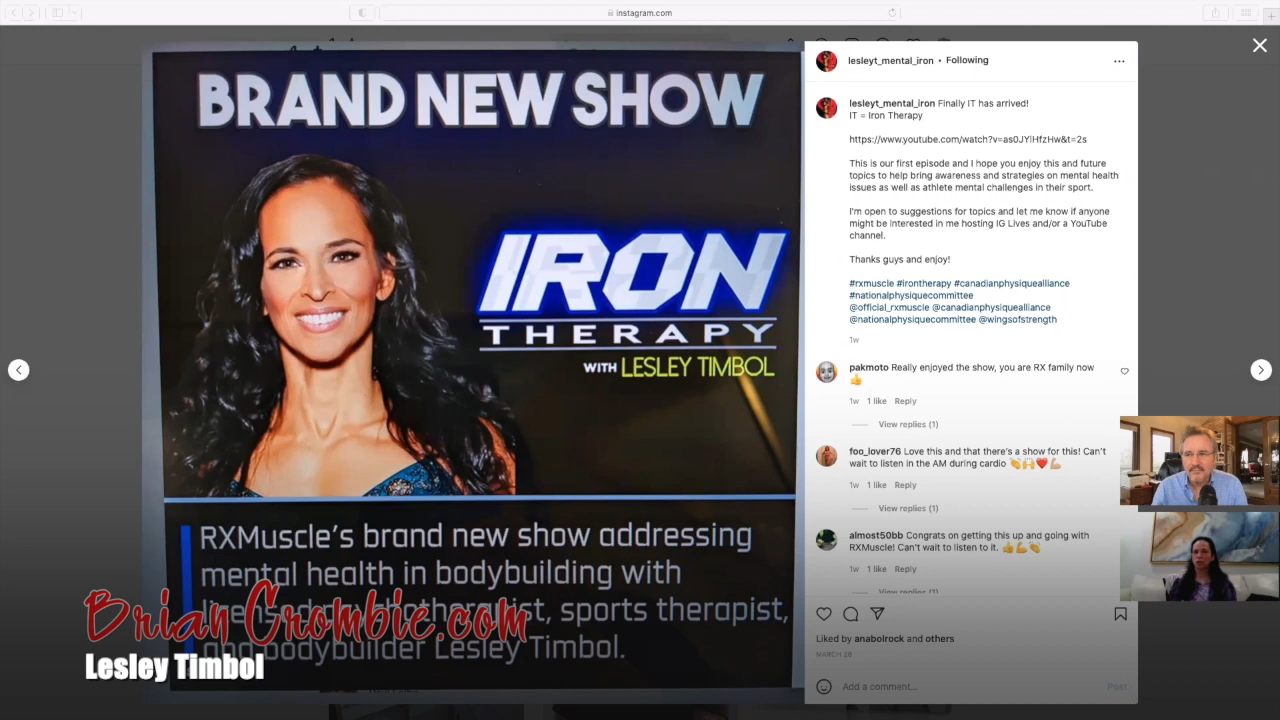 instagram.com
BRAND NEW SHOW
IRON
THERAPY
WITH LESLEY TIMBOL
RXMuscle's brand new show addressing
mental health in bodybuilding with
sports therapist,
bodybuilder Lesley Timbol.
BrianCrombie.com
Lesley Timbol
lesleyt_mental_iron • Following
lesleyt_mental_iron Finally IT has arrived!
IT = Iron Therapy
https://www.youtube.com/watch?v=as0JYlHfzHw&t=2s
This is our first episode and I hope you enjoy this and future
topics to help bring awareness and strategies on mental health
issues as well as athlete mental challenges in their sport.
I'm open to suggestions for topics and let me know if anyone
might be interested in me hosting IG Lives and/or a YouTube
channel.
Thanks guys and enjoy!
#rxmuscle #irontherapy #canadianphysiquealliance
#nationalphysiquecommittee
@official_rxmuscle @canadianphysiquealliance
@nationalphysiquecommittee @wingsofstrength
1w
pakmoto Really enjoyed the show, you are RX family now
👍
1w 1 like Reply
View replies (1)
foo_lover76 Love this and that there's a show for this! Can't
wait to listen in the AM during cardio 👏🙌❤️💪
1w 1 like Reply
View replies (1)
almost50bb Congrats on getting this up and going with
RXMuscle! Can't wait to listen to it. 👍💪👏
1w 1 like Reply
View replies (1)
Liked by anabolrock and others
MARCH 28
Add a comment...
Post